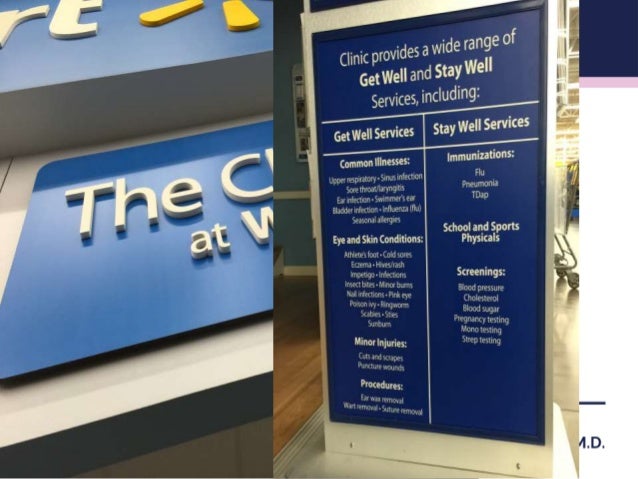 rt
The C
at W
Clinic provides a wide range of
Get Well and Stay Well
Services, including:
Get Well Services
Common Illnesses:
Upper respiratory • Sinus infection
Sore throat/laryngitis
Ear infection • Swimmer's ear
Bladder infection • Influenza (flu)
Seasonal allergies
Eye and Skin Conditions:
Athlete's foot • Cold sores
Eczema • Hives/rash
Impetigo • Infections
Insect bites • Minor burns
Nail infections • Pink eye
Poison ivy • Ringworm
Scabies • Sties
Sunburn
Minor Injuries:
Cuts and scrapes
Puncture wounds
Procedures:
Ear wax removal
Wart removal • Suture removal
Stay Well Services
Immunizations:
Flu
Pneumonia
TDap
School and Sports
Physicals
Screenings:
Blood pressure
Cholesterol
Blood sugar
Pregnancy testing
Mono testing
Strep testing
M.D.